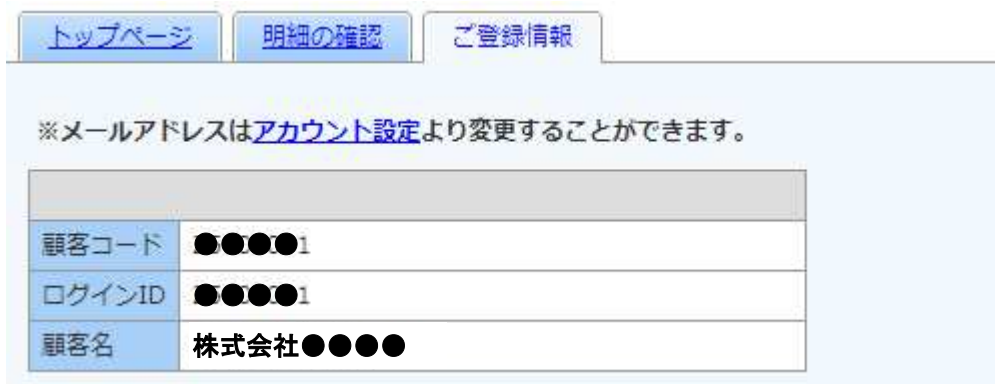 トップページ 明細の確認 ご登録情報
※メールアドレスはアカウント設定より変更することができます。
顧客コード ●●●●●1
ログインID ●●●●●1
顧客名 株式会社●●●●